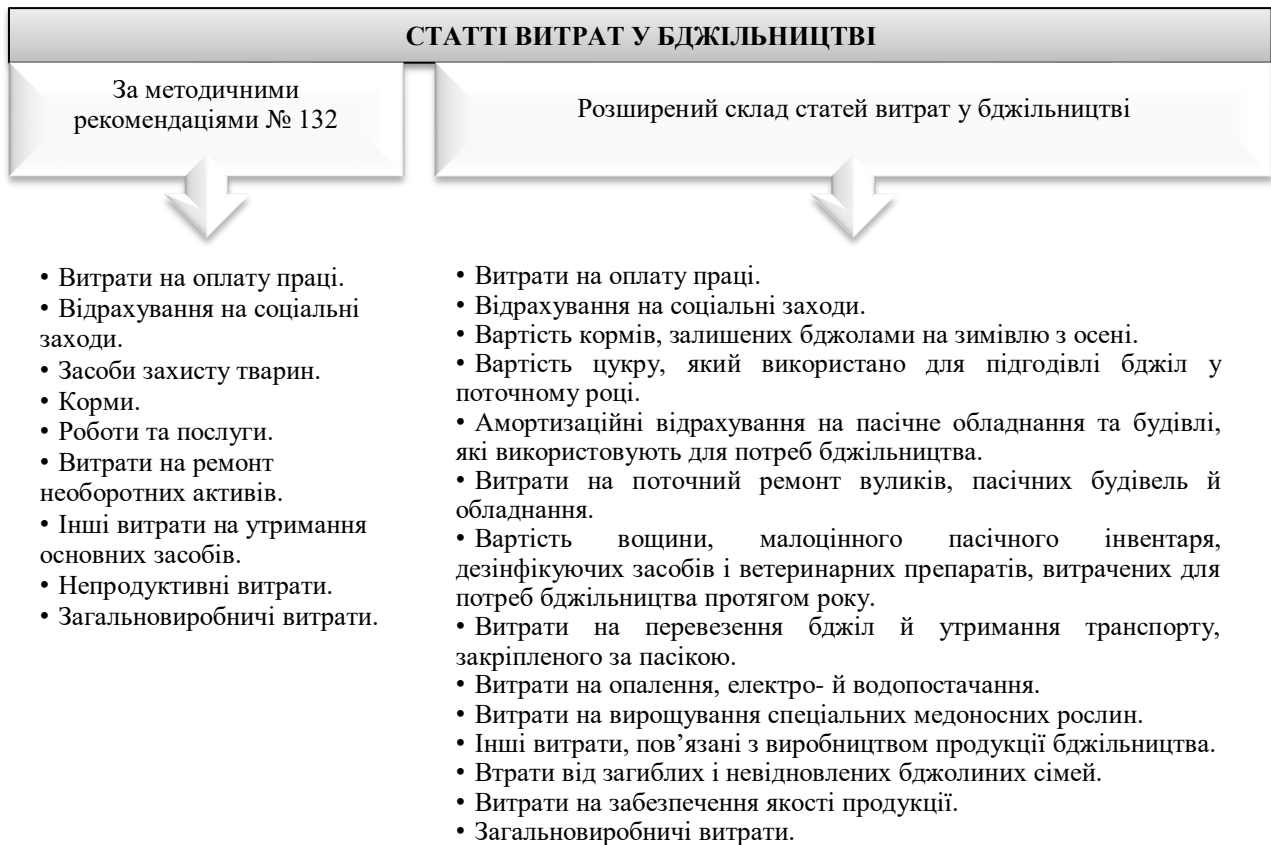 СТАТТІ ВИТРАТ У БДЖІЛЬНИЦТВІ
За методичними
рекомендаціями № 132
Розширений склад статей витрат у бджільництві
• Витрати на оплату праці.
• Відрахування на соціальні
заходи.
• Засоби захисту тварин.
• Корми.
• Роботи та послуги.
• Витрати на ремонт
необоротних активів.
• Інші витрати на утримання
основних засобів.
• Непродуктивні витрати.
• Загальновиробничі витрати.
• Витрати на оплату праці.
• Відрахування на соціальні заходи.
• Вартість кормів, залишених бджолами на зимівлю з осені.
• Вартість цукру, який використано для підгодівлі бджіл у
поточному році.
• Амортизаційні відрахування на пасічне обладнання та будівлі,
які використовують для потреб бджільництва.
• Витрати на поточний ремонт вуликів, пасічних будівель й
обладнання.
• Вартість вощини, малоцінного пасічного інвентаря,
дезінфікуючих засобів і ветеринарних препаратів, витрачених для
потреб бджільництва протягом року.
• Витрати на перевезення бджіл й утримання транспорту,
закріпленого за пасікою.
• Витрати на опалення, електро- й водопостачання.
• Витрати на вирощування спеціальних медоносних рослин.
• Інші витрати, пов’язані з виробництвом продукції бджільництва.
• Втрати від загиблих і невідновлених бджолиних сімей.
• Витрати на забезпечення якості продукції.
• Загальновиробничі витрати.